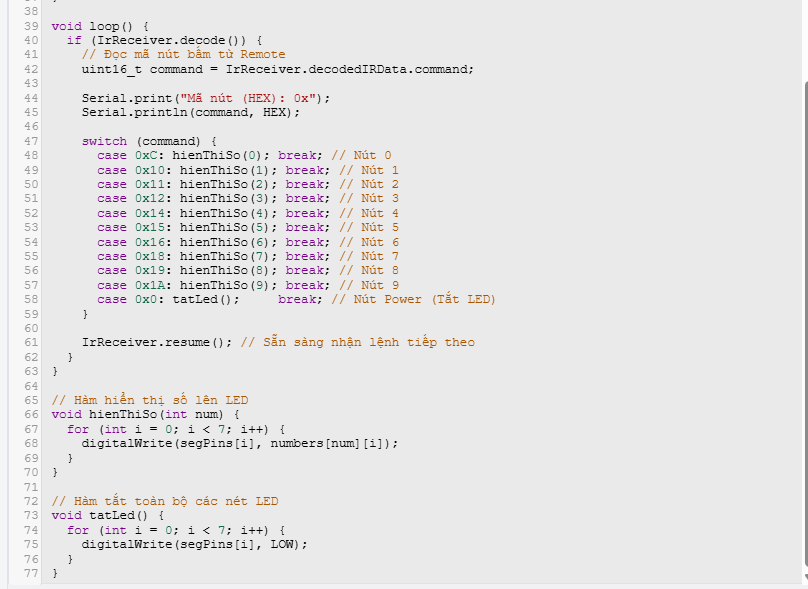 38
39 void loop() {
40   if (IrReceiver.decode()) {
41     // Đọc mã nút bấm từ Remote
42     uint16_t command = IrReceiver.decodedIRData.command;
43
44     Serial.print("Mã nút (HEX): 0x");
45     Serial.println(command, HEX);
46
47     switch (command) {
48       case 0xC: hienThiSo(0); break; // Nút 0
49       case 0x10: hienThiSo(1); break; // Nút 1
50       case 0x11: hienThiSo(2); break; // Nút 2
51       case 0x12: hienThiSo(3); break; // Nút 3
52       case 0x14: hienThiSo(4); break; // Nút 4
53       case 0x15: hienThiSo(5); break; // Nút 5
54       case 0x16: hienThiSo(6); break; // Nút 6
55       case 0x18: hienThiSo(7); break; // Nút 7
56       case 0x19: hienThiSo(8); break; // Nút 8
57       case 0x1A: hienThiSo(9); break; // Nút 9
58       case 0x0: tatLed();     break; // Nút Power (Tắt LED)
59     }
60
61     IrReceiver.resume(); // Sẵn sàng nhận lệnh tiếp theo
62   }
63 }
64
65 // Hàm hiển thị số lên LED
66 void hienThiSo(int num) {
67   for (int i = 0; i < 7; i++) {
68     digitalWrite(segPins[i], numbers[num][i]);
69   }
70 }
71
72 // Hàm tắt toàn bộ các nét LED
73 void tatLed() {
74   for (int i = 0; i < 7; i++) {
75     digitalWrite(segPins[i], LOW);
76   }
77 }